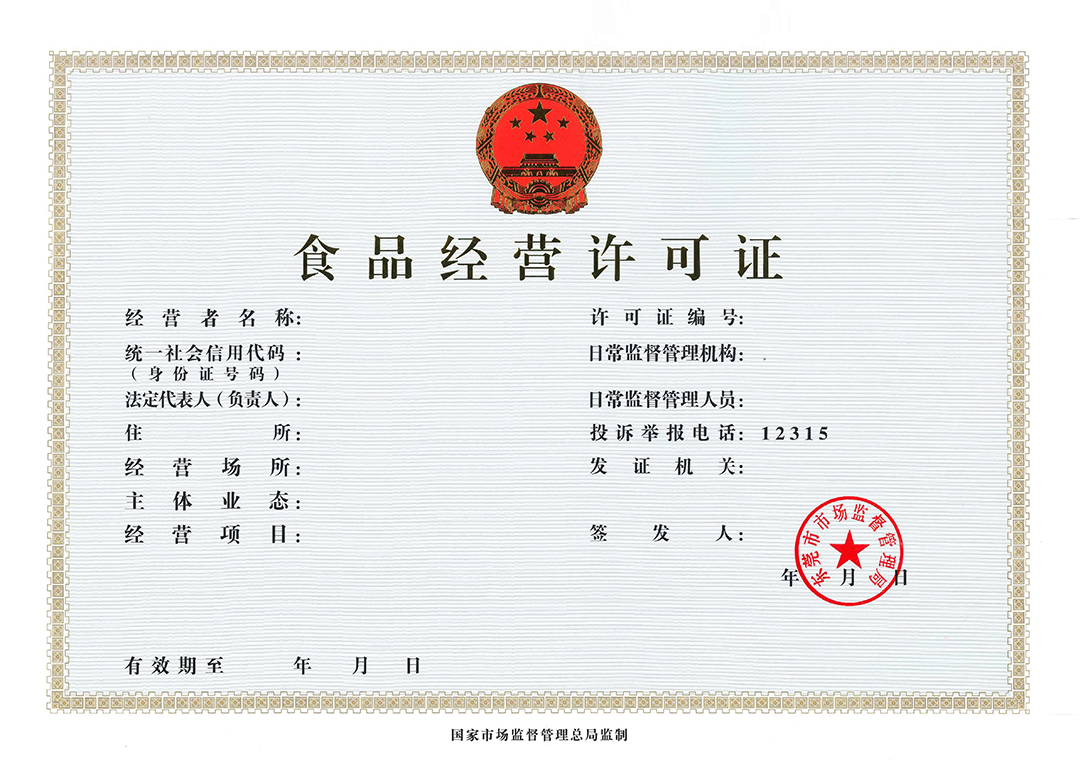 食品经营许可证
经营者名称:
统一社会信用代码:
(身份证号码)
法定代表人(负责人):
住所:
经营场所:
主体业态:
经营项目:
许可证编号:
日常监督管理机构:
日常监督管理人员:
投诉举报电话: 12315
发证机关:
签发人:
东莞市市场监督管理局
年 月 日
有效期至 年 月 日
国家市场监督管理总局监制